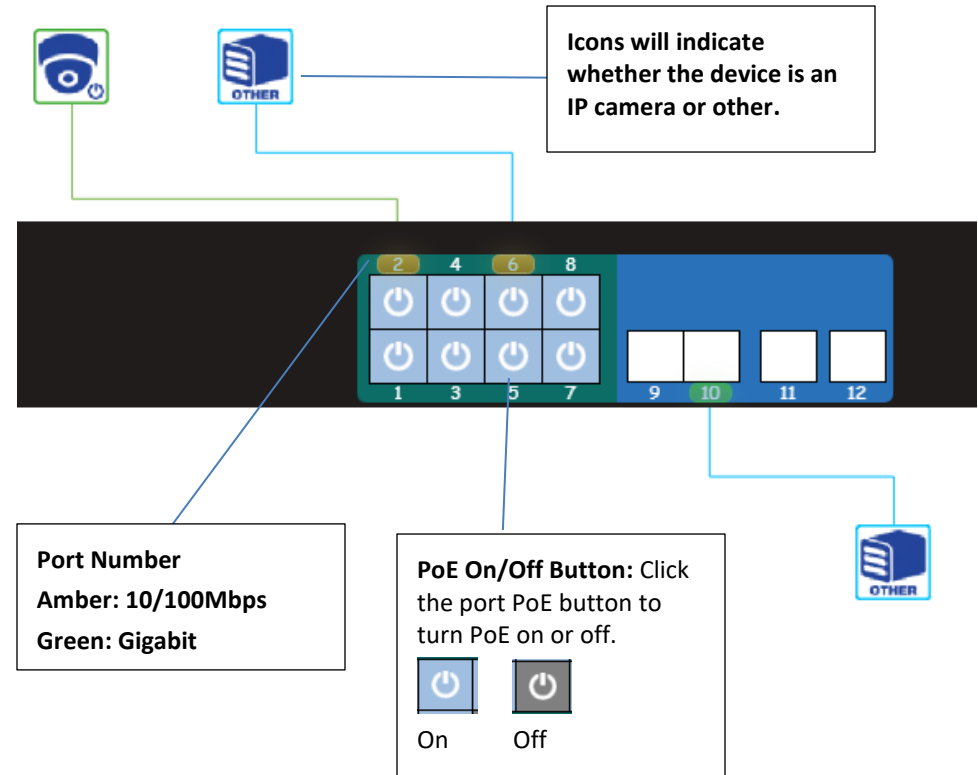 OTHER
Icons will indicate
whether the device is an
IP camera or other.
2 4 6 8
1 3 5 7 9 10 11 12
OTHER
Port Number
Amber: 10/100Mbps
Green: Gigabit
PoE On/Off Button: Click
the port PoE button to
turn PoE on or off.
On Off